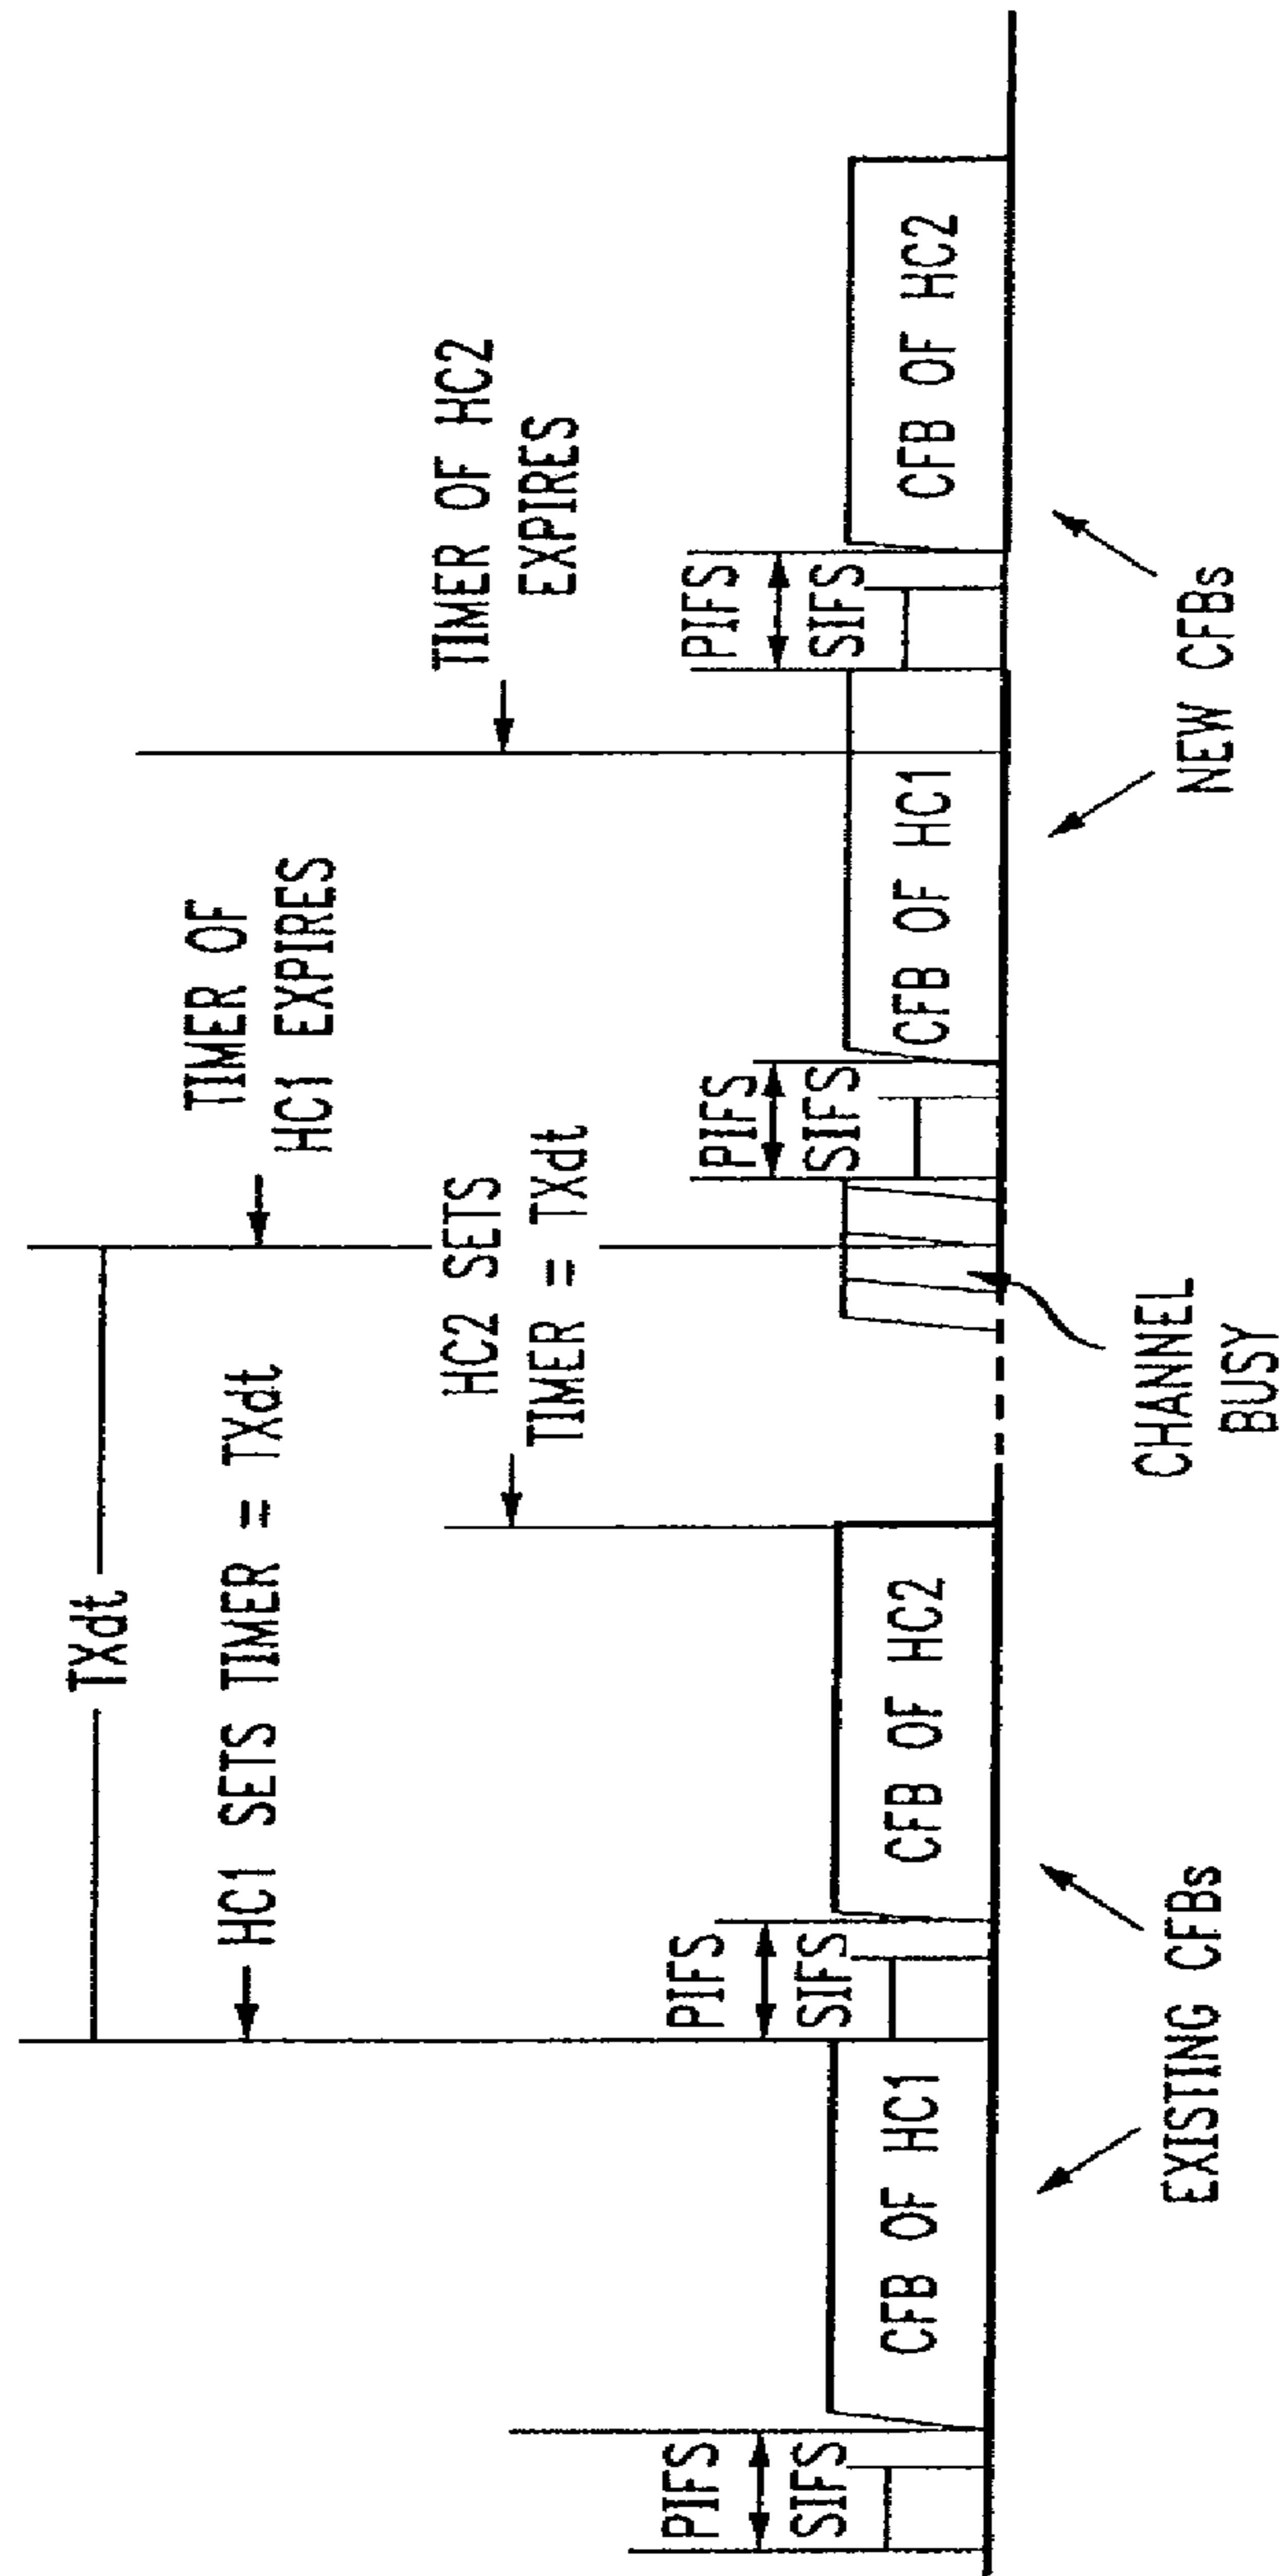 TXdt
HC1 SETS TIMER = TXdt
TIMER OF
HC1 EXPIRES
HC2 SETS
TIMER = TXdt
TIMER OF HC2
EXPIRES
PIFS
SIFS
CFB OF HC1
PIFS
SIFS
CFB OF HC2
PIFS
SIFS
CFB OF HC1
PIFS
SIFS
CFB OF HC2
EXISTING CFBs
CHANNEL
BUSY
NEW CFBs